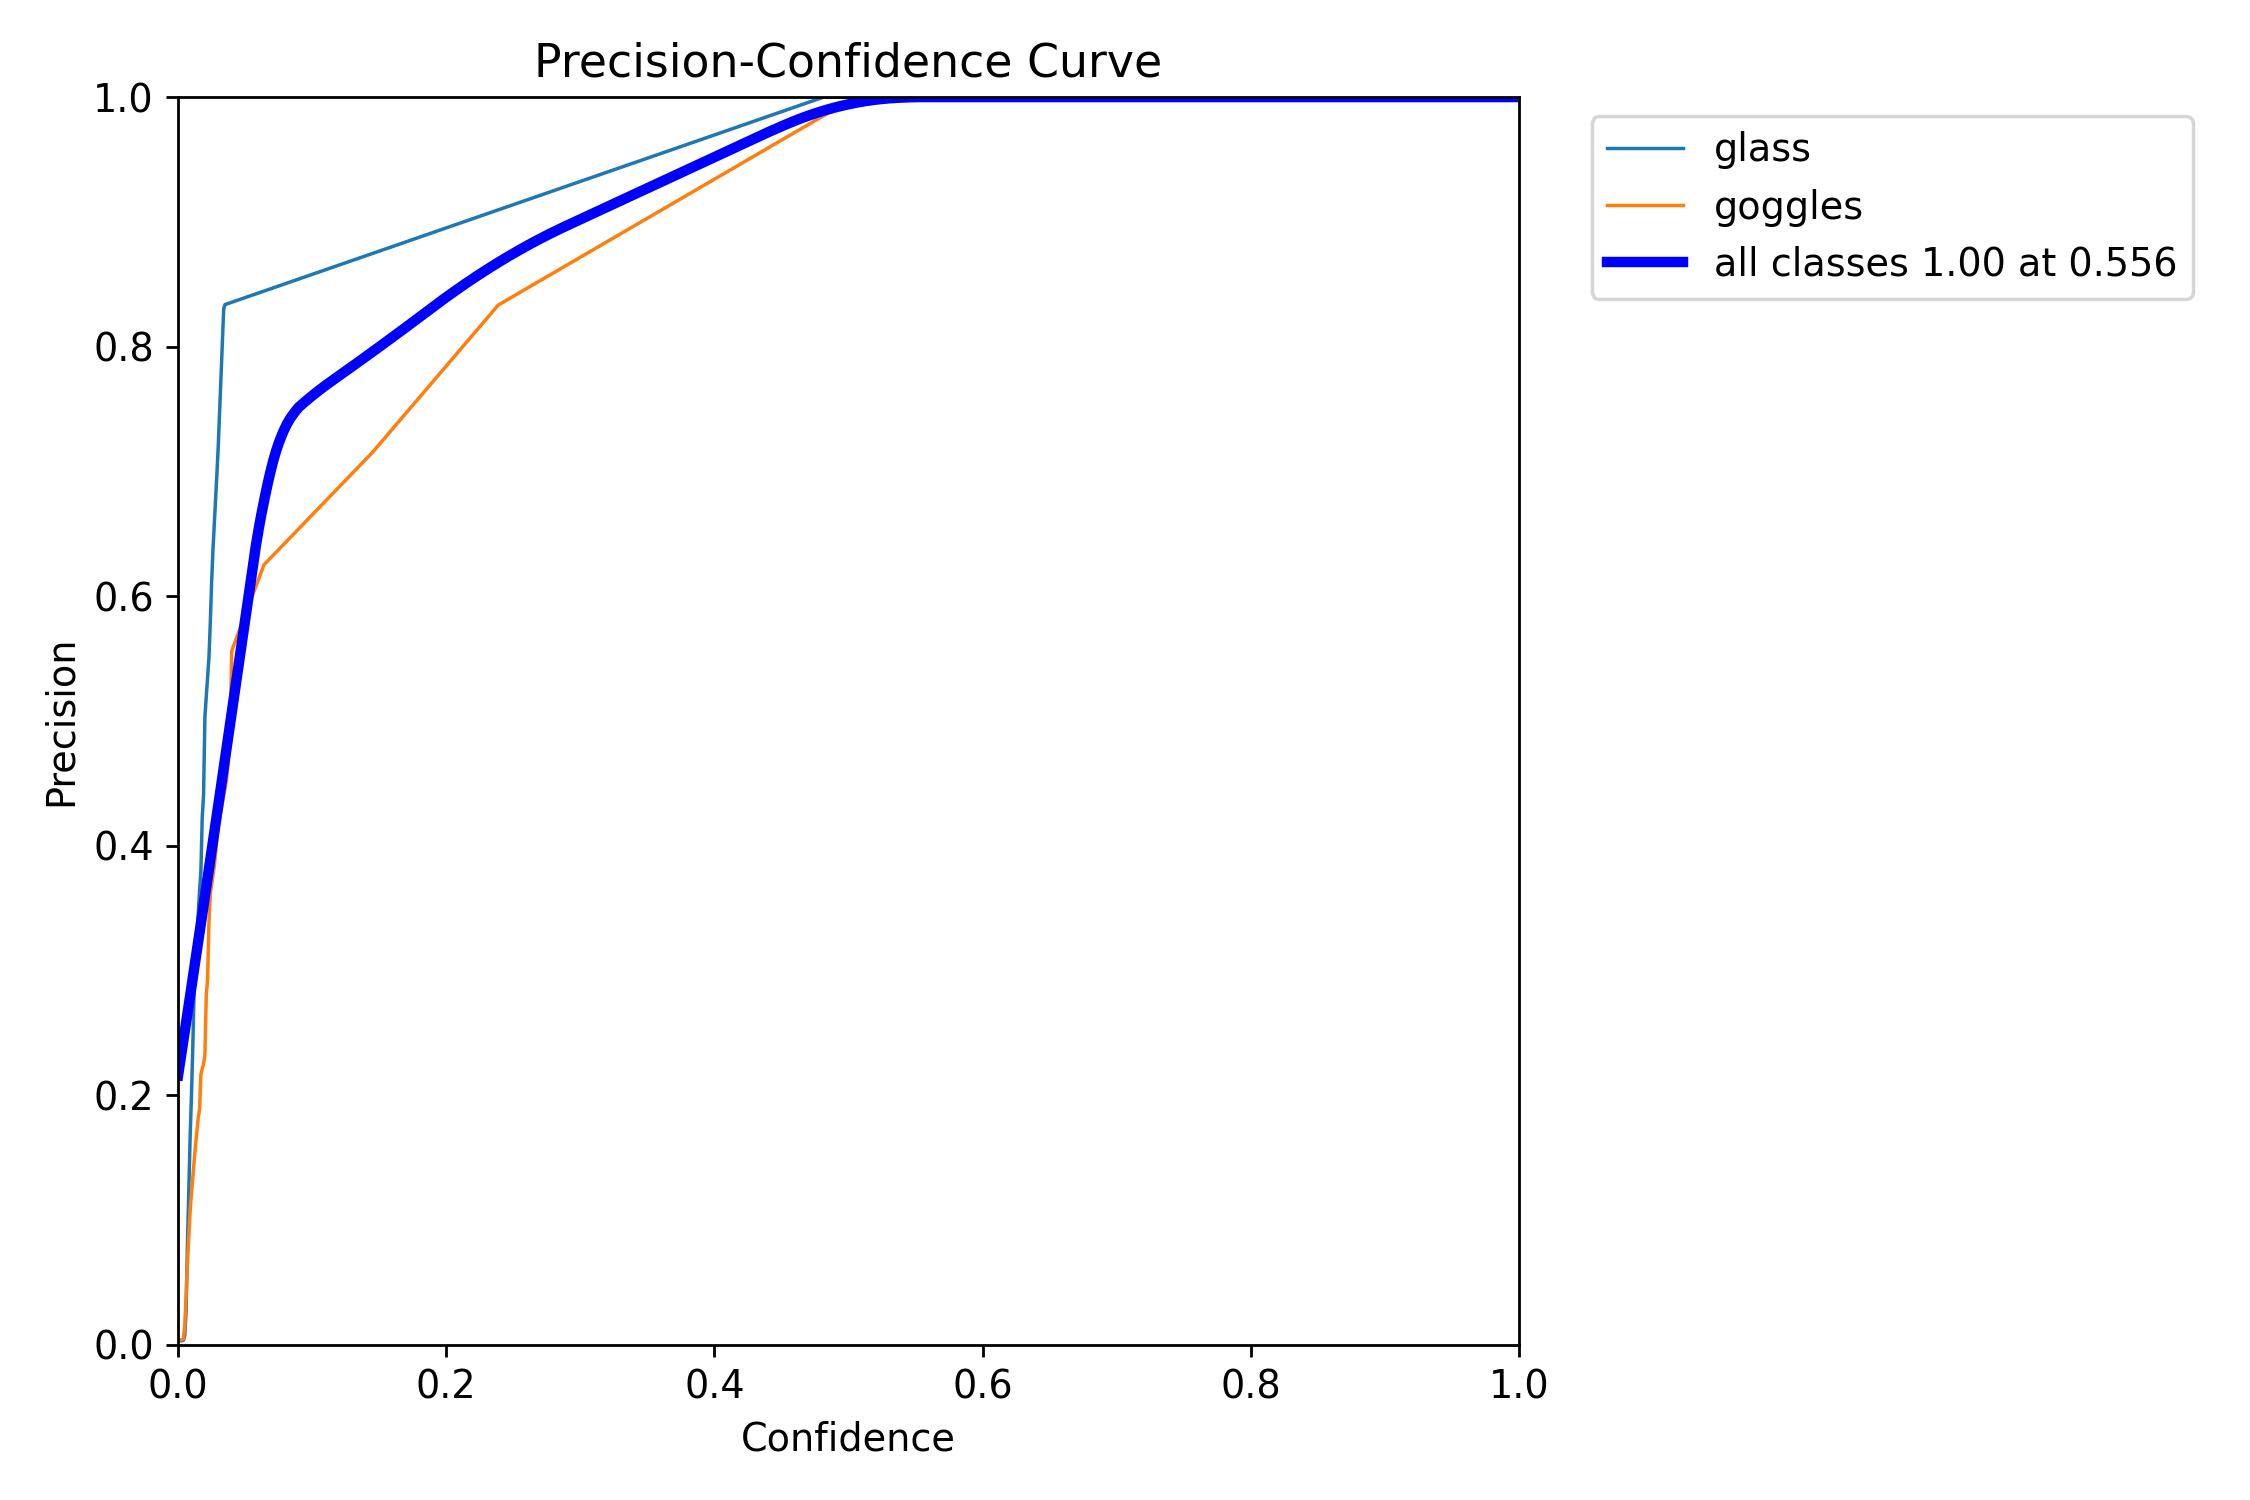 Precision-Confidence Curve
1.0
0.8
0.6
0.4
0.2
0.0
Precision
0.0 0.2 0.4 0.6 0.8 1.0
Confidence
glass
goggles
all classes 1.00 at 0.556